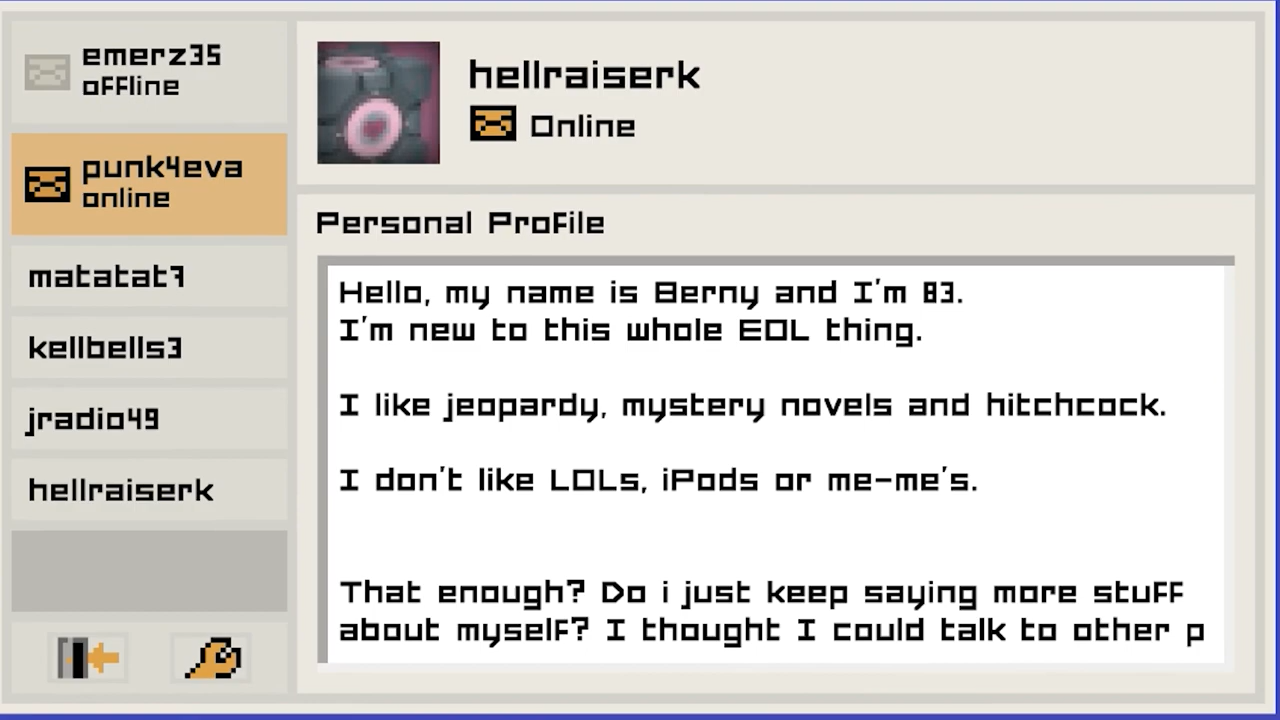 emerz35
offline
punk4eva
online
matatat7
kellbells3
jradio49
hellraiserk
hellraiserk
Online
Personal Profile
Hello, my name is Berny and I'm 83.
I'm new to this whole EOL thing.
I like jeopardy, mystery novels and hitchcock.
I don't like LOLs, iPods or me-me's.
That enough? Do i just keep saying more stuff
about myself? I thought I could talk to other p